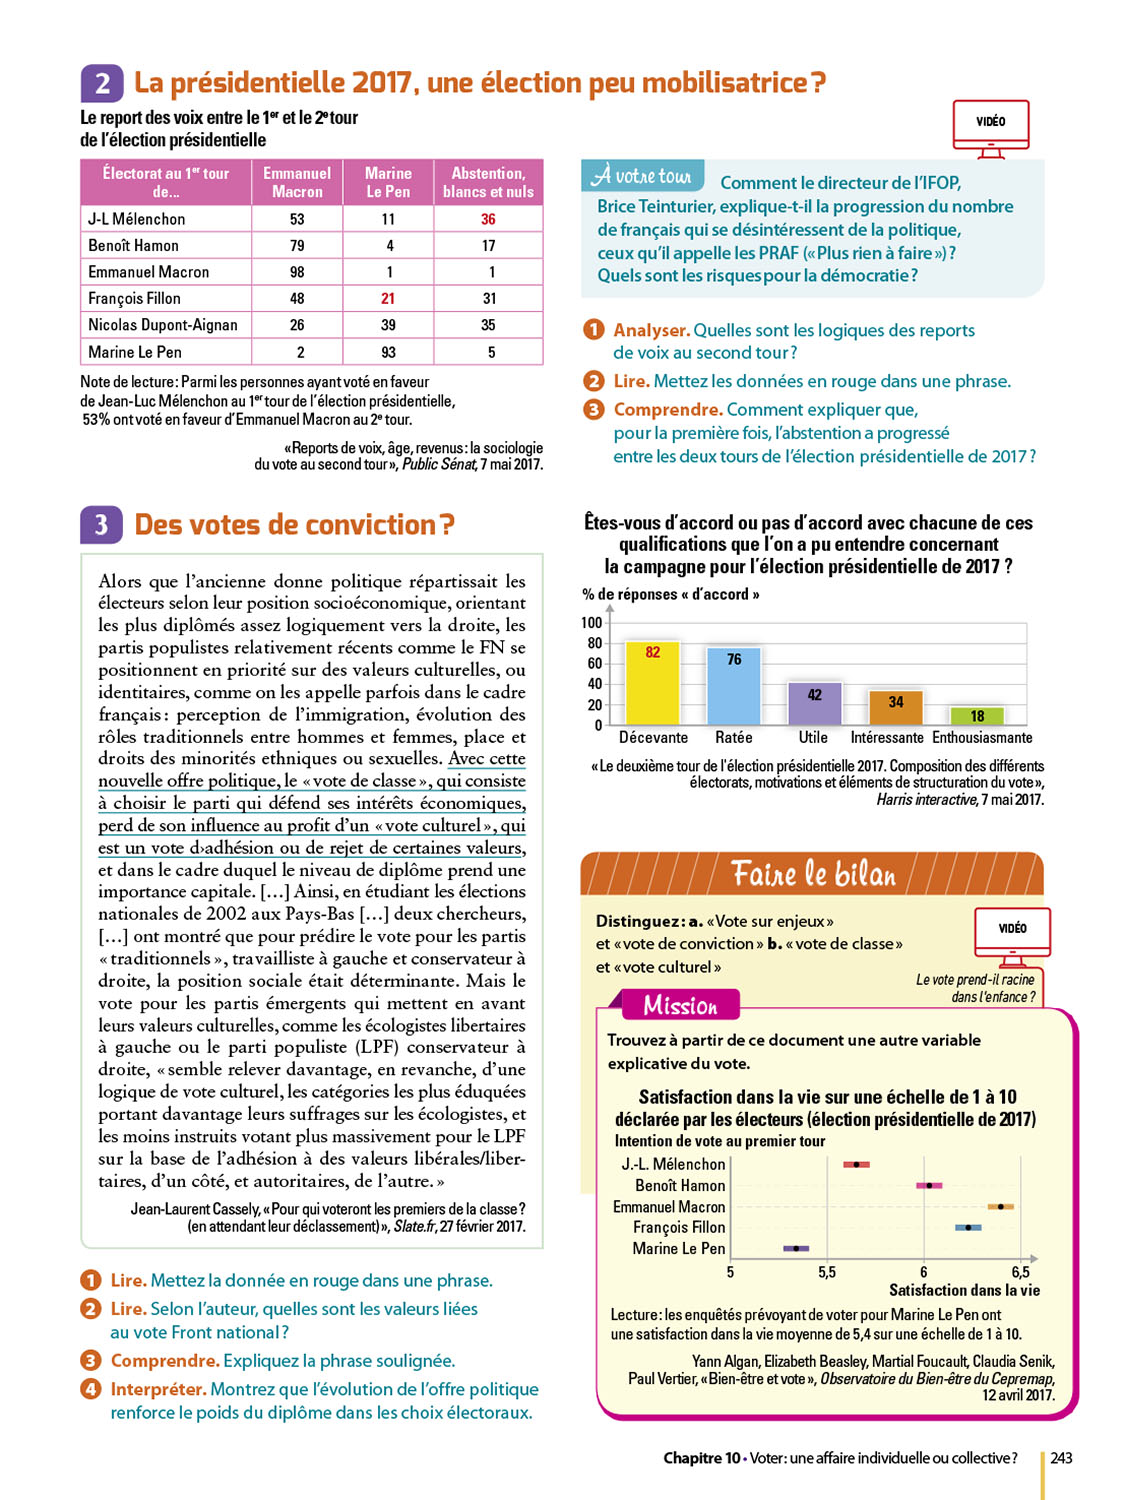 2 La présidentielle 2017, une élection peu mobilisatrice ?
Le report des voix entre le 1er et le 2e tour
de l'élection présidentielle
Électorat au 1er tour de... | Emmanuel Macron | Marine Le Pen | Abstention, blancs et nuls
J-L Mélenchon 53 11 36
Benoît Hamon 79 4 17
Emmanuel Macron 98 1 1
François Fillon 48 21 31
Nicolas Dupont-Aignan 26 39 35
Marine Le Pen 2 93 5
Note de lecture : Parmi les personnes ayant voté en faveur
de Jean-Luc Mélenchon au 1er tour de l'élection présidentielle,
53% ont voté en faveur d'Emmanuel Macron au 2e tour.
«Reports de voix, âge, revenus : la sociologie
du vote au second tour», Public Sénat, 7 mai 2017.
VIDÉO
À votre tour
Comment le directeur de l'IFOP,
Brice Teinturier, explique-t-il la progression du nombre
de français qui se désintéressent de la politique,
ceux qu'il appelle les PRAF («Plus rien à faire») ?
Quels sont les risques pour la démocratie ?
1 Analyser. Quelles sont les logiques des reports
de voix au second tour ?
2 Lire. Mettez les données en rouge dans une phrase.
3 Comprendre. Comment expliquer que,
pour la première fois, l'abstention a progressé
entre les deux tours de l'élection présidentielle de 2017 ?
3 Des votes de conviction ?
Alors que l'ancienne donne politique répartissait les
électeurs selon leur position socioéconomique, orientant
les plus diplômés assez logiquement vers la droite, les
partis populistes relativement récents comme le FN se
positionnent en priorité sur des valeurs culturelles, ou
identitaires, comme on les appelle parfois dans le cadre
français : perception de l'immigration, évolution des
rôles traditionnels entre hommes et femmes, place et
droits des minorités ethniques ou sexuelles. Avec cette
nouvelle offre politique, le «vote de classe», qui consiste
à choisir le parti qui défend ses intérêts économiques,
perd de son influence au profit d'un «vote culturel», qui
est un vote d›adhésion ou de rejet de certaines valeurs,
et dans le cadre duquel le niveau de diplôme prend une
importance capitale. […] Ainsi, en étudiant les élections
nationales de 2002 aux Pays-Bas […] deux chercheurs,
[…] ont montré que pour prédire le vote pour les partis
«traditionnels», travailliste à gauche et conservateur à
droite, la position sociale était déterminante. Mais le
vote pour les partis émergents qui mettent en avant
leurs valeurs culturelles, comme les écologistes libertaires
à gauche ou le parti populiste (LPF) conservateur à
droite, «semble relever davantage, en revanche, d'une
logique de vote culturel, les catégories les plus éduquées
portant davantage leurs suffrages sur les écologistes, et
les moins instruits votant plus massivement pour le LPF
sur la base de l'adhésion à des valeurs libérales/liber-
taires, d'un côté, et autoritaires, de l'autre.»
Jean-Laurent Cassely, «Pour qui voteront les premiers de la classe ?
(en attendant leur déclassement)», Slate.fr, 27 février 2017.
1 Lire. Mettez la donnée en rouge dans une phrase.
2 Lire. Selon l'auteur, quelles sont les valeurs liées
au vote Front national ?
3 Comprendre. Expliquez la phrase soulignée.
4 Interpréter. Montrez que l'évolution de l'offre politique
renforce le poids du diplôme dans les choix électoraux.
Êtes-vous d'accord ou pas d'accord avec chacune de ces
qualifications que l'on a pu entendre concernant
la campagne pour l'élection présidentielle de 2017 ?
% de réponses « d'accord »
100
80
60
40
20
0
82 76 42 34 18
Décevante Ratée Utile Intéressante Enthousiasmante
«Le deuxième tour de l'élection présidentielle 2017. Composition des différents
électorats, motivations et éléments de structuration du vote»,
Harris interactive, 7 mai 2017.
Faire le bilan
Distinguez : a. «Vote sur enjeux»
et «vote de conviction» b. «vote de classe»
et «vote culturel»
VIDÉO
Le vote prend-il racine
dans l'enfance ?
Mission
Trouvez à partir de ce document une autre variable
explicative du vote.
Satisfaction dans la vie sur une échelle de 1 à 10
déclarée par les électeurs (élection présidentielle de 2017)
Intention de vote au premier tour
J.-L. Mélenchon
Benoît Hamon
Emmanuel Macron
François Fillon
Marine Le Pen
5 5,5 6 6,5
Satisfaction dans la vie
Lecture : les enquêtés prévoyant de voter pour Marine Le Pen ont
une satisfaction dans la vie moyenne de 5,4 sur une échelle de 1 à 10.
Yann Algan, Elizabeth Beasley, Martial Foucault, Claudia Senik,
Paul Vertier, «Bien-être et vote», Observatoire du Bien-être du Cepremap,
12 avril 2017.
Chapitre 10 • Voter : une affaire individuelle ou collective ? 243